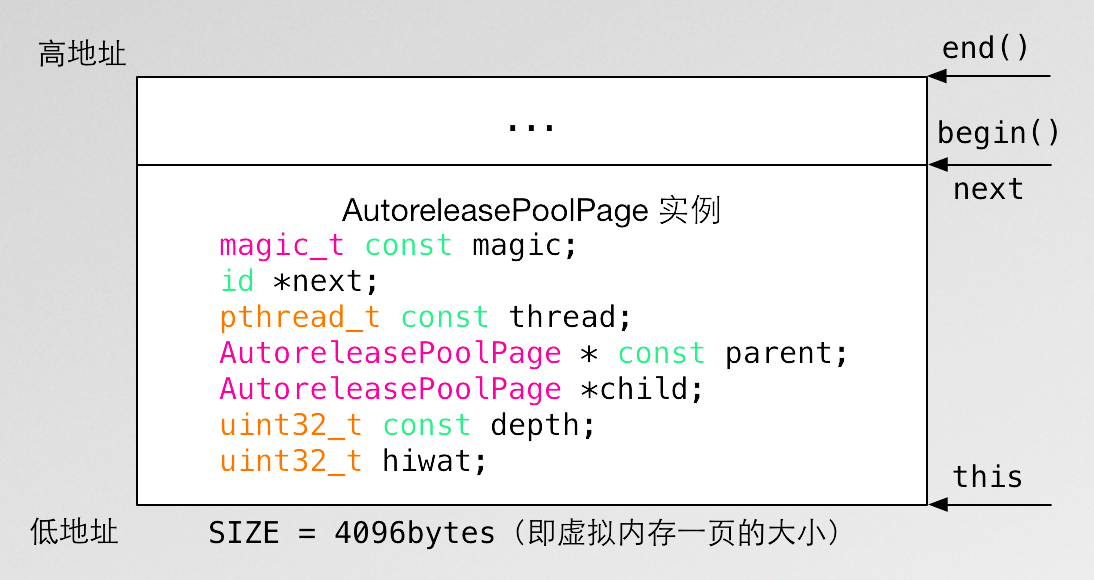 高地址
end()
...
begin()
next
AutoreleasePoolPage 实例
magic_t const magic;
id *next;
pthread_t const thread;
AutoreleasePoolPage * const parent;
AutoreleasePoolPage *child;
uint32_t const depth;
uint32_t hiwat;
this
低地址
SIZE = 4096bytes（即虚拟内存一页的大小）